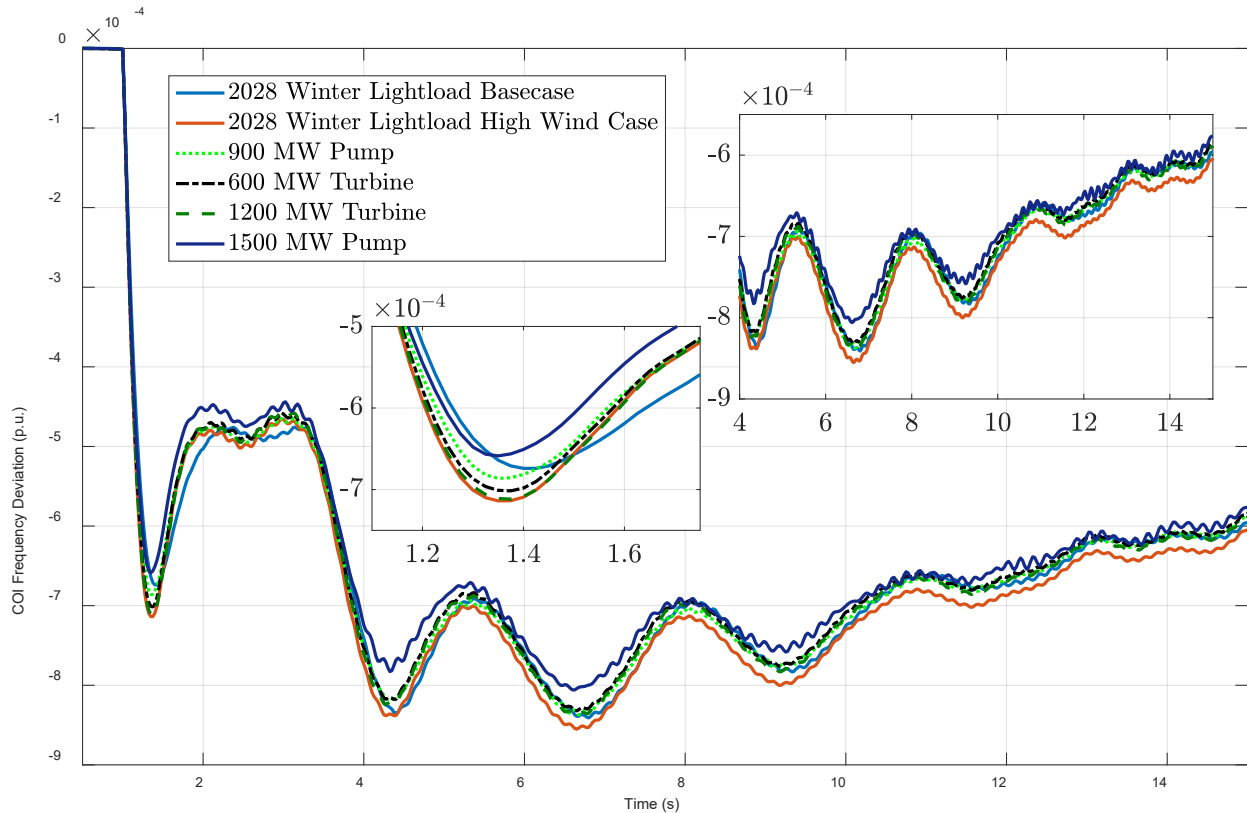 × 10 -4
0
-1
-2
-3
-4
-5
-6
-7
-8
-9
COI Frequency Deviation (p.u.)
2 4 6 8 10 12 14
Time (s)
2028 Winter Lightload Basecase
2028 Winter Lightload High Wind Case
900 MW Pump
600 MW Turbine
1200 MW Turbine
1500 MW Pump
×10-4
-5
-6
-7
1.2 1.4 1.6
×10-4
-6
-7
-8
-9
4 6 8 10 12 14